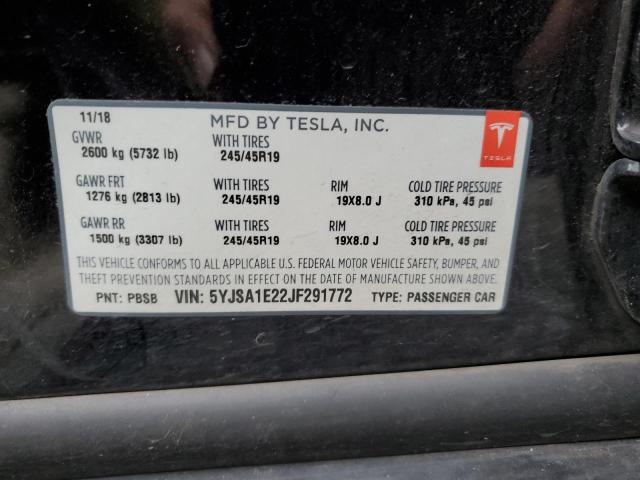 11/18 MFD BY TESLA, INC.
GVWR WITH TIRES
2600 kg (5732 lb) 245/45R19
GAWR FRT WITH TIRES RIM COLD TIRE PRESSURE
1276 kg (2813 lb) 245/45R19 19X8.0 J 310 kPa, 45 psi
GAWR RR WITH TIRES RIM COLD TIRE PRESSURE
1500 kg (3307 lb) 245/45R19 19X8.0 J 310 kPa, 45 psi
THIS VEHICLE CONFORMS TO ALL APPLICABLE U.S. FEDERAL MOTOR VEHICLE SAFETY, BUMPER, AND
THEFT PREVENTION STANDARDS IN EFFECT ON THE DATE OF MANUFACTURE SHOWN ABOVE.
PNT: PBSB VIN: 5YJSA1E22JF291772 TYPE: PASSENGER CAR
TESLA